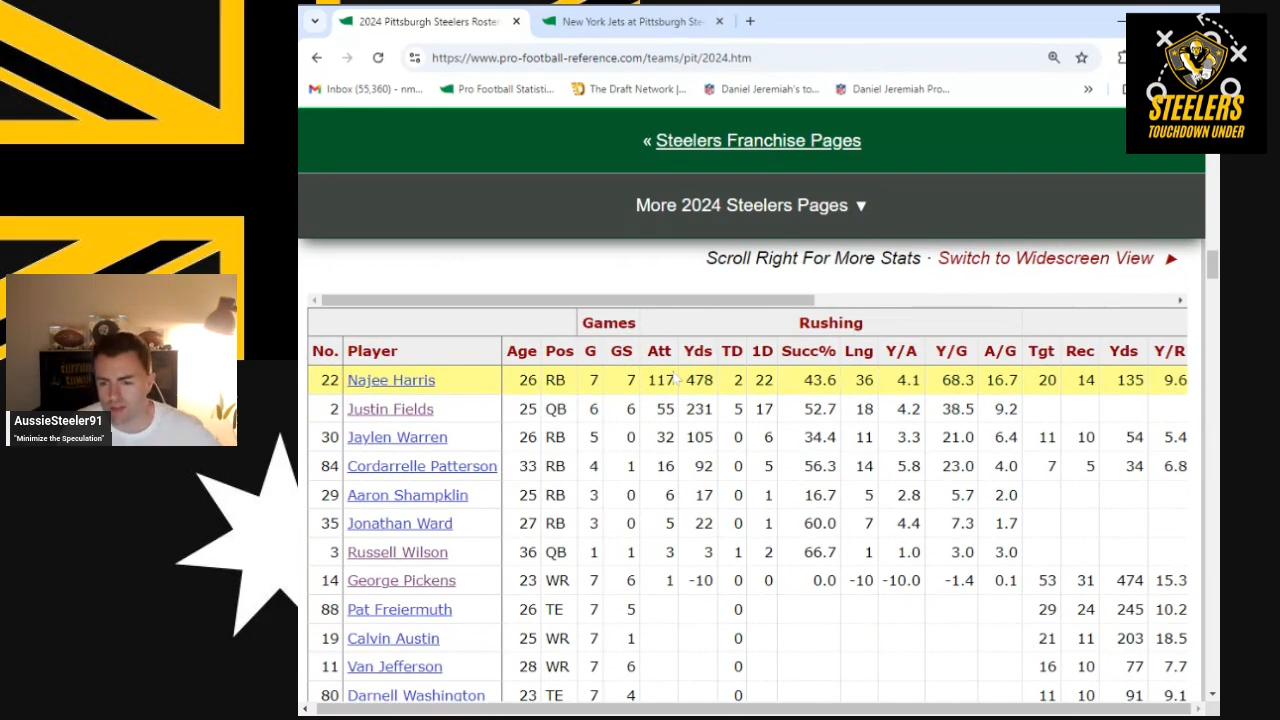 2024 Pittsburgh Steelers Roste
New York Jets at Pittsburgh Ste
https://www.pro-football-reference.com/teams/pit/2024.htm
Inbox (55,360) - nm...
Pro Football Statisti...
The Draft Network |...
Daniel Jeremiah's to...
Daniel Jeremiah Pro...
»
STEELERS
TOUCHDOWN UNDER
« Steelers Franchise Pages
More 2024 Steelers Pages ▼
Scroll Right For More Stats · Switch to Widescreen View ►
Games Rushing
No. Player Age Pos G GS Att Yds TD 1D Succ% Lng Y/A Y/G A/G Tgt Rec Yds Y/R
22 Najee Harris 26 RB 7 7 117 478 2 22 43.6 36 4.1 68.3 16.7 20 14 135 9.6
2 Justin Fields 25 QB 6 6 55 231 5 17 52.7 18 4.2 38.5 9.2
30 Jaylen Warren 26 RB 5 0 32 105 0 6 34.4 11 3.3 21.0 6.4 11 10 54 5.4
84 Cordarrelle Patterson 33 RB 4 1 16 92 0 5 56.3 14 5.8 23.0 4.0 7 5 34 6.8
29 Aaron Shampklin 25 RB 3 0 6 17 0 1 16.7 5 2.8 5.7 2.0
35 Jonathan Ward 27 RB 3 0 5 22 0 1 60.0 7 4.4 7.3 1.7
3 Russell Wilson 36 QB 1 1 3 3 1 2 66.7 1 1.0 3.0 3.0
14 George Pickens 23 WR 7 6 1 -10 0 0 0.0 -10 -10.0 -1.4 0.1 53 31 474 15.3
88 Pat Freiermuth 26 TE 7 5 0 29 24 245 10.2
19 Calvin Austin 25 WR 7 1 0 21 11 203 18.5
11 Van Jefferson 28 WR 7 6 0 16 10 77 7.7
80 Darnell Washington 23 TE 7 4 0 11 10 91 9.1
AussieSteeler91
"Minimize the Speculation"